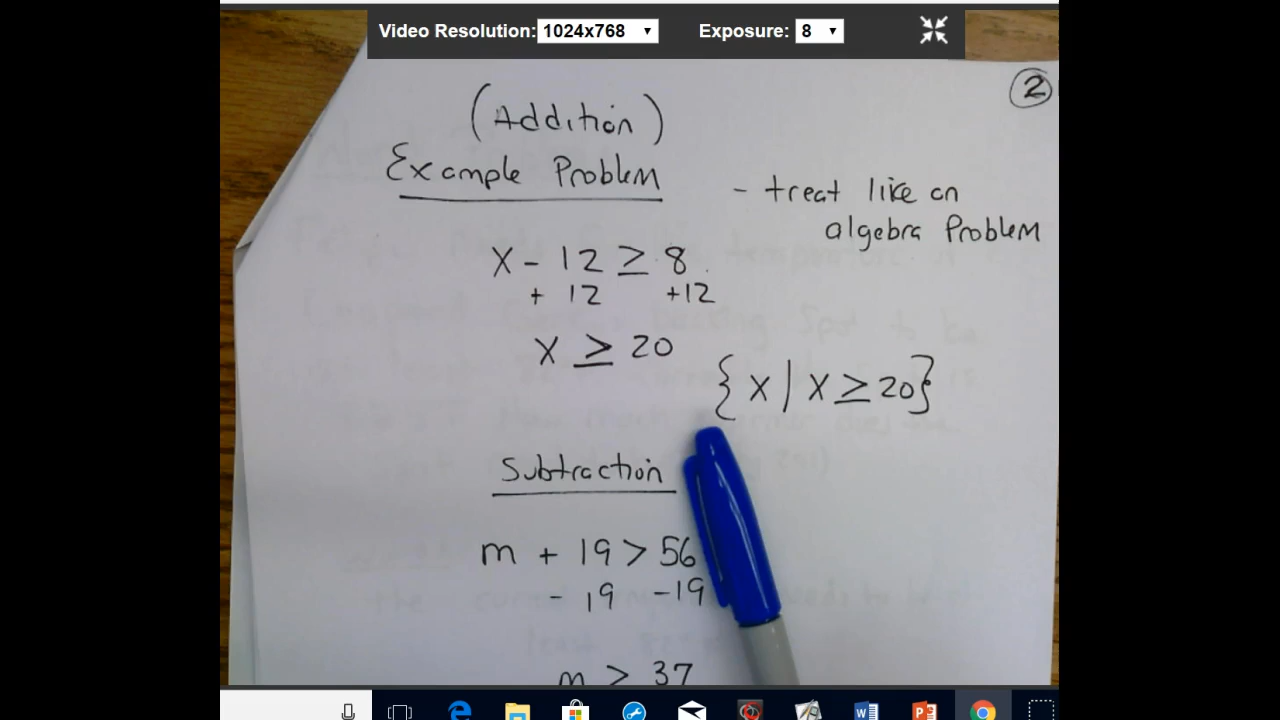 Video Resolution: 1024x768 Exposure: 8
2
(Addition)
Example Problem
- treat like an
algebra Problem
x - 12 ≥ 8
+ 12 +12
x ≥ 20
{x | x ≥ 20}
Subtraction
m + 19 > 56
- 19 -19
m > 37